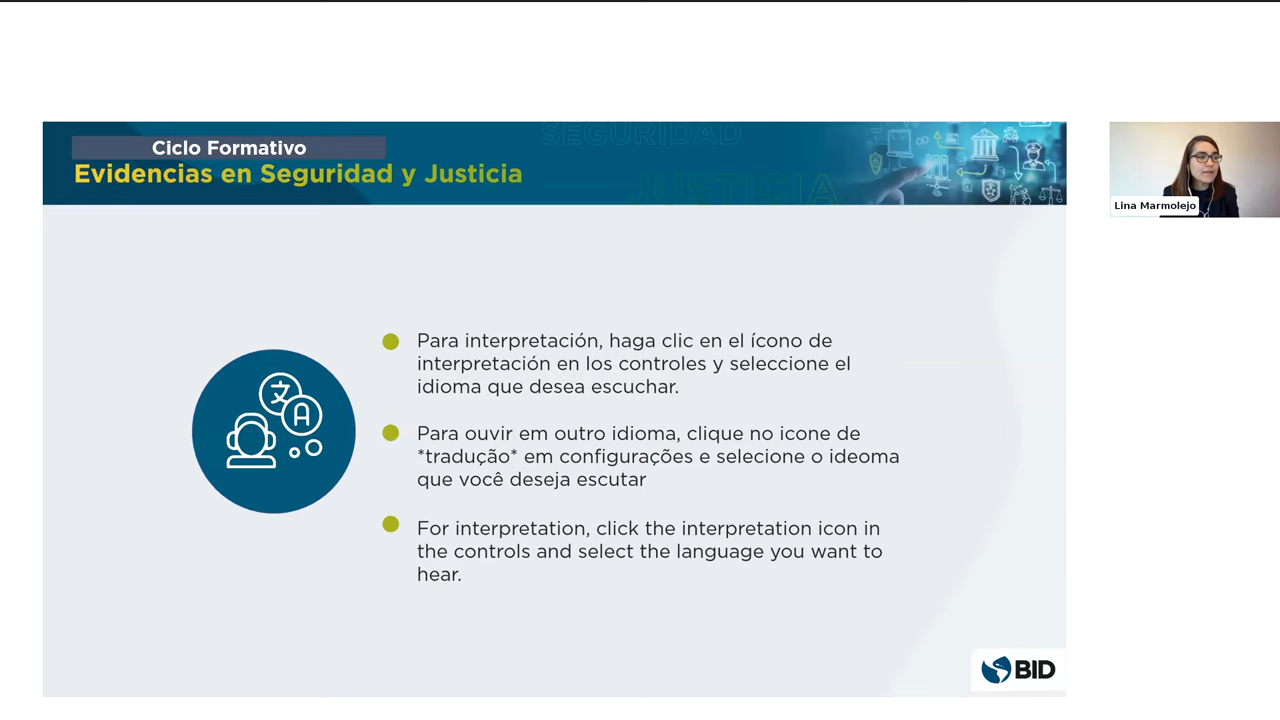 SEGURIDAD
Ciclo Formativo
Evidencias en Seguridad y Justicia
JUSTICIA
Lina Marmolejo
Para interpretación, haga clic en el ícono de
interpretación en los controles y seleccione el
idioma que desea escuchar.
Para ouvir em outro idioma, clique no icone de
*tradução* em configurações e selecione o ideoma
que você deseja escutar
For interpretation, click the interpretation icon in
the controls and select the language you want to
hear.
文
A
BID